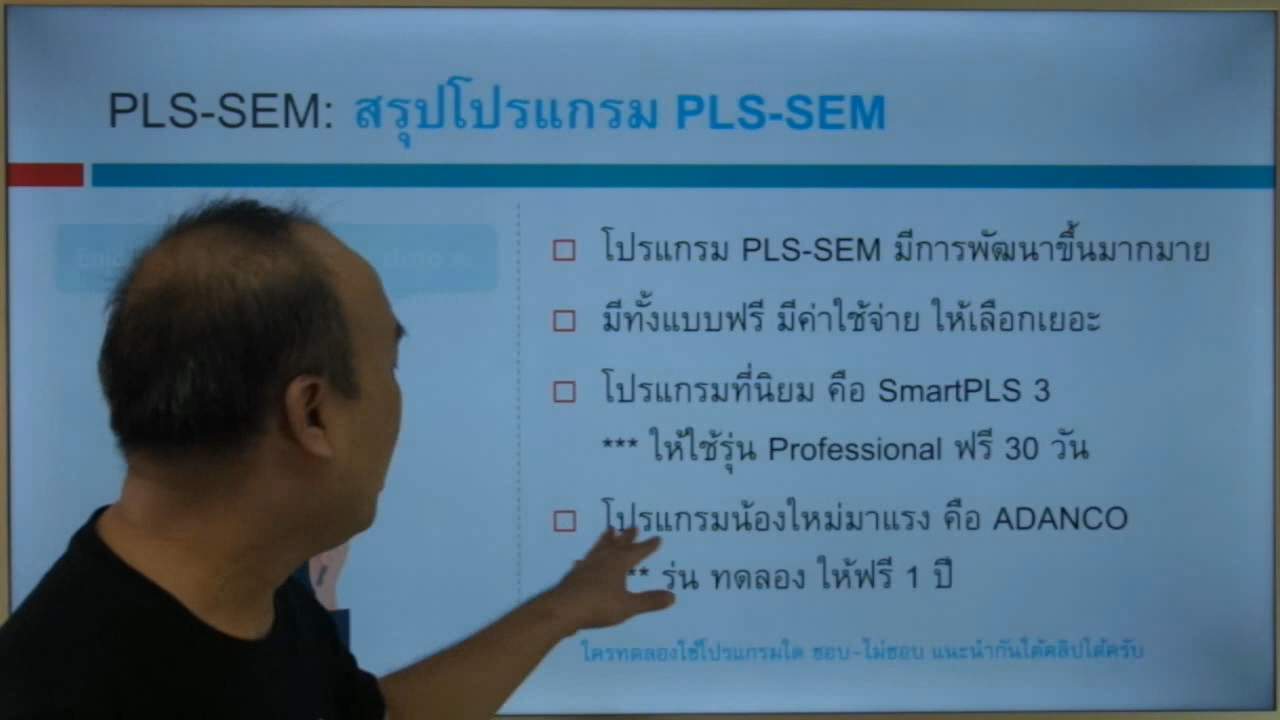 PLS-SEM: สรุปโปรแกรม PLS-SEM
โปรแกรม PLS-SEM มีการพัฒนาขึ้นมากมาย
มีทั้งแบบฟรี มีค่าใช้จ่าย ให้เลือกเยอะ
โปรแกรมที่นิยม คือ SmartPLS 3
*** ให้ใช้รุ่น Professional ฟรี 30 วัน
โปรแกรมน้องใหม่มาแรง คือ ADANCO
** รุ่น ทดลอง ให้ฟรี 1 ปี
ใครทดลองใช้โปรแกรมใด ชอบ-ไม่ชอบ แนะนำกันใต้คลิปได้ครับ